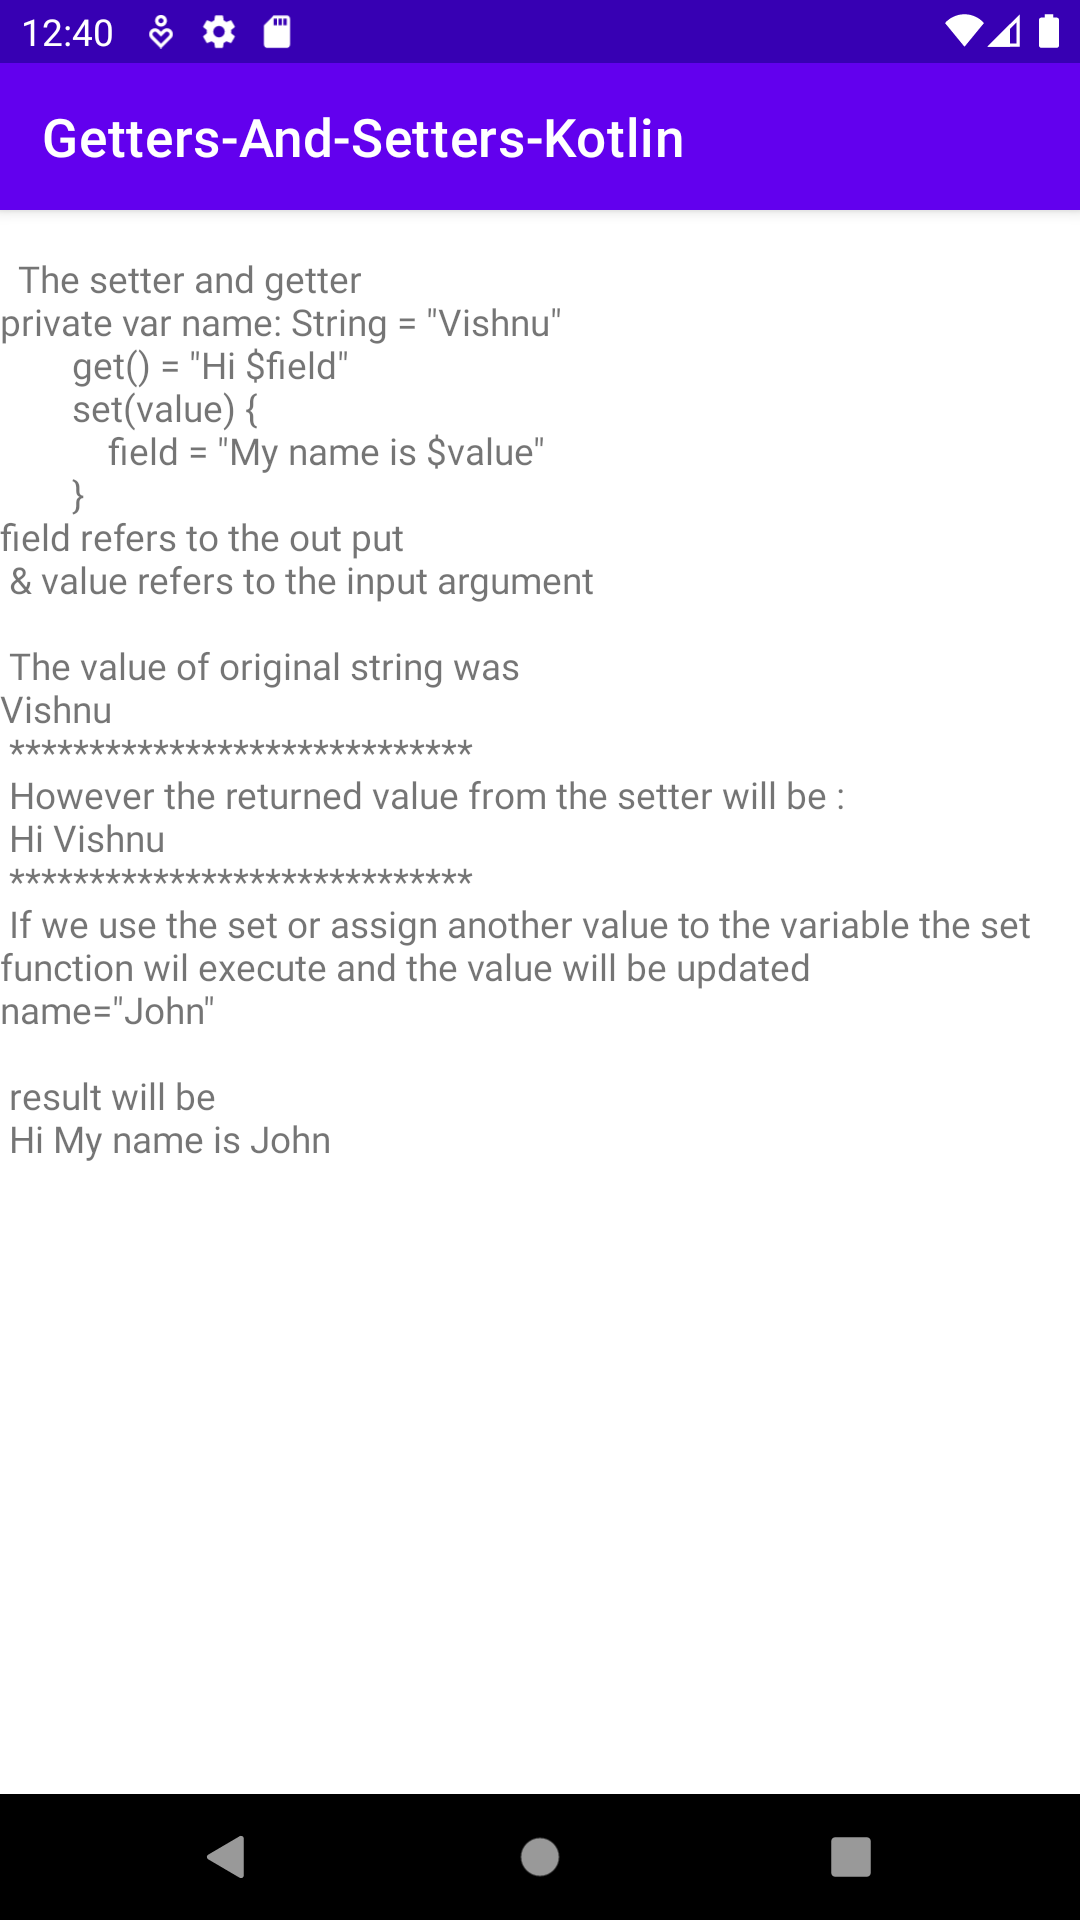 12:40
Getters-And-Setters-Kotlin
The setter and getter
private var name: String = "Vishnu"
get() = "Hi $field"
set(value) {
field = "My name is $value"
}
field refers to the out put
& value refers to the input argument
The value of original string was
Vishnu
*****************************
However the returned value from the setter will be :
Hi Vishnu
*****************************
If we use the set or assign another value to the variable the set
function wil execute and the value will be updated
name="John"
result will be
Hi My name is John